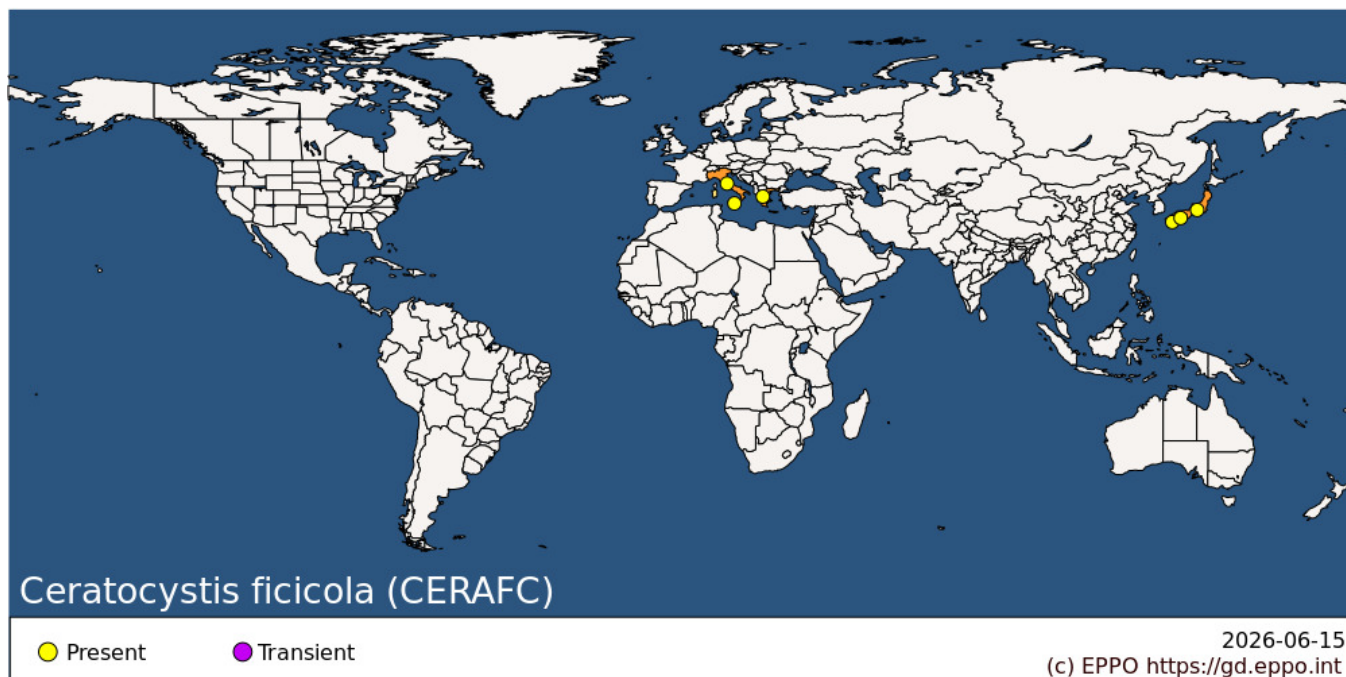 Ceratocystis ficicola (CERAFC)
Present
Transient
2026-06-15
(c) EPPO https://gd.eppo.int